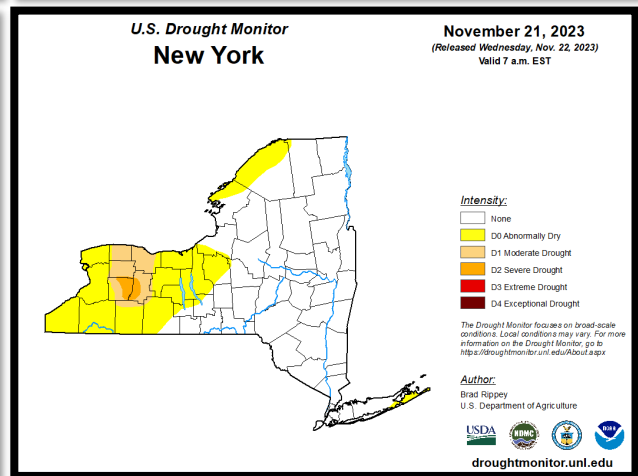 U.S. Drought Monitor
New York
November 21, 2023
(Released Wednesday, Nov. 22, 2023)
Valid 7 a.m. EST
Intensity:
None
D0 Abnormally Dry
D1 Moderate Drought
D2 Severe Drought
D3 Extreme Drought
D4 Exceptional Drought
The Drought Monitor focuses on broad-scale
conditions. Local conditions may vary. For more
information on the Drought Monitor, go to
https://droughtmonitor.unl.edu/About.aspx
Author:
Brad Rippey
U.S. Department of Agriculture
USDA
NDMC
NOAA
droughtmonitor.unl.edu